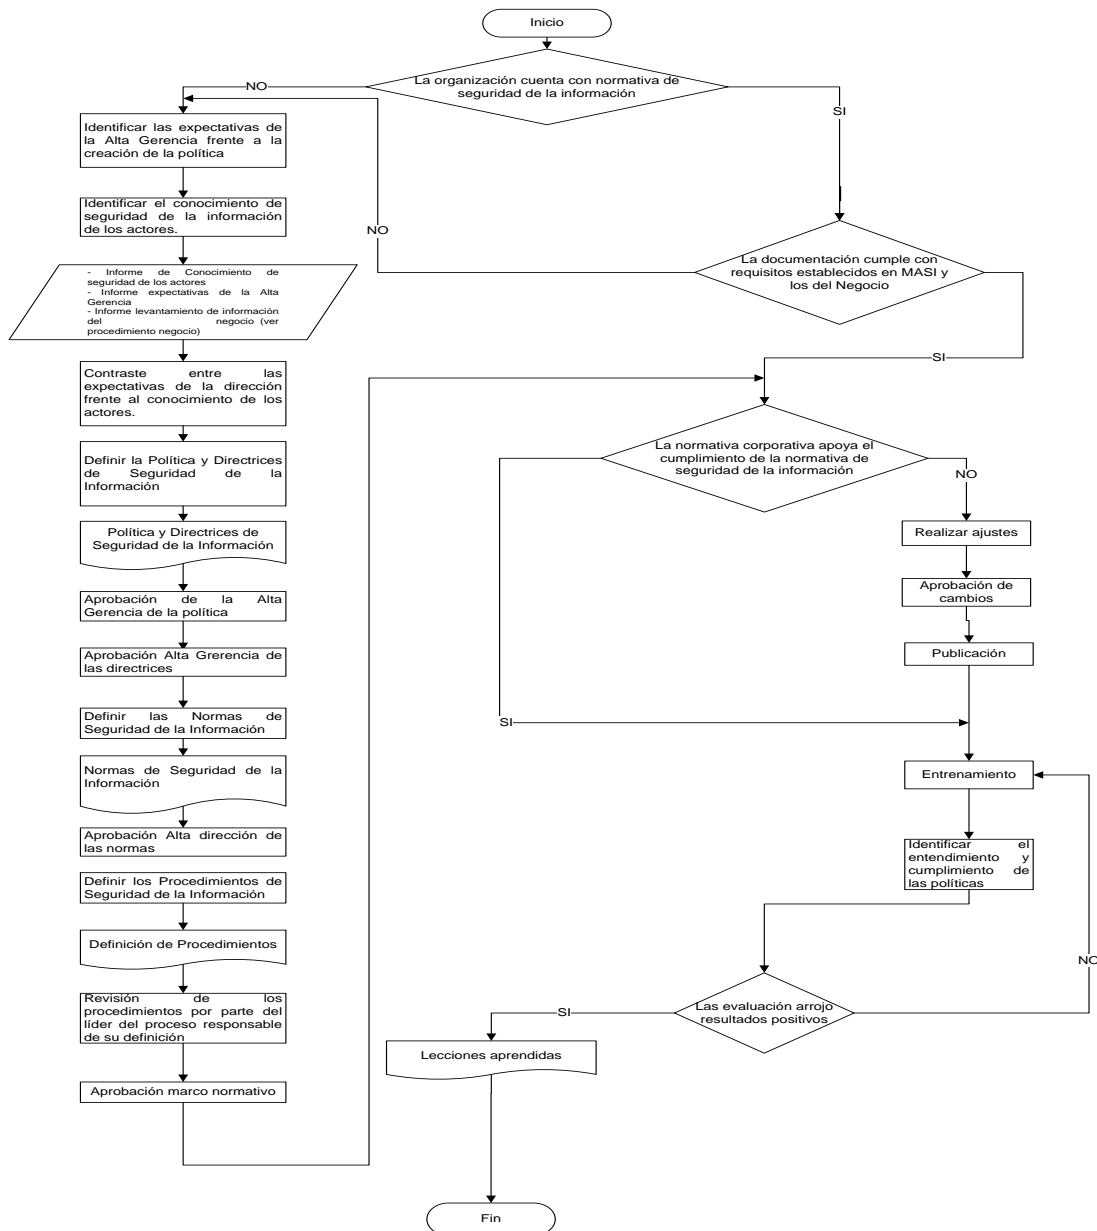 Inicio
La organización cuenta con normativa de
seguridad de la información
NO
SI
Identificar las expectativas de
la Alta Gerencia frente a la
creación de la política
Identificar el conocimiento de
seguridad de la información
de los actores.
NO
La documentación cumple con
requisitos establecidos en MASI y
los del Negocio
- Informe de Conocimiento de
seguridad de los actores
- Informe expectativas de la Alta
Gerencia
- Informe levantamiento de información
del negocio (ver
procedimiento negocio)
SI
Contraste entre las
expectativas de la dirección
frente al conocimiento de los
actores.
La normativa corporativa apoya el
cumplimiento de la normativa de
seguridad de la información
Definir la Política y Directrices
de Seguridad de la
Información
NO
Política y Directrices de
Seguridad de la Información
Realizar ajustes
Aprobación de la Alta
Gerencia de la política
Aprobación de
cambios
Aprobación Alta Grerencia de
las directrices
Publicación
Definir las Normas de
Seguridad de la Información
SI
Normas de Seguridad de la
Información
Entrenamiento
Aprobación Alta dirección de
las normas
Identificar el
entendimiento y
cumplimiento de
las políticas
Definir los Procedimientos de
Seguridad de la Información
Definición de Procedimientos
NO
Revisión de los
procedimientos por parte del
líder del proceso responsable
de su definición
Las evaluación arrojo
resultados positivos
SI
Lecciones aprendidas
Aprobación marco normativo
Fin